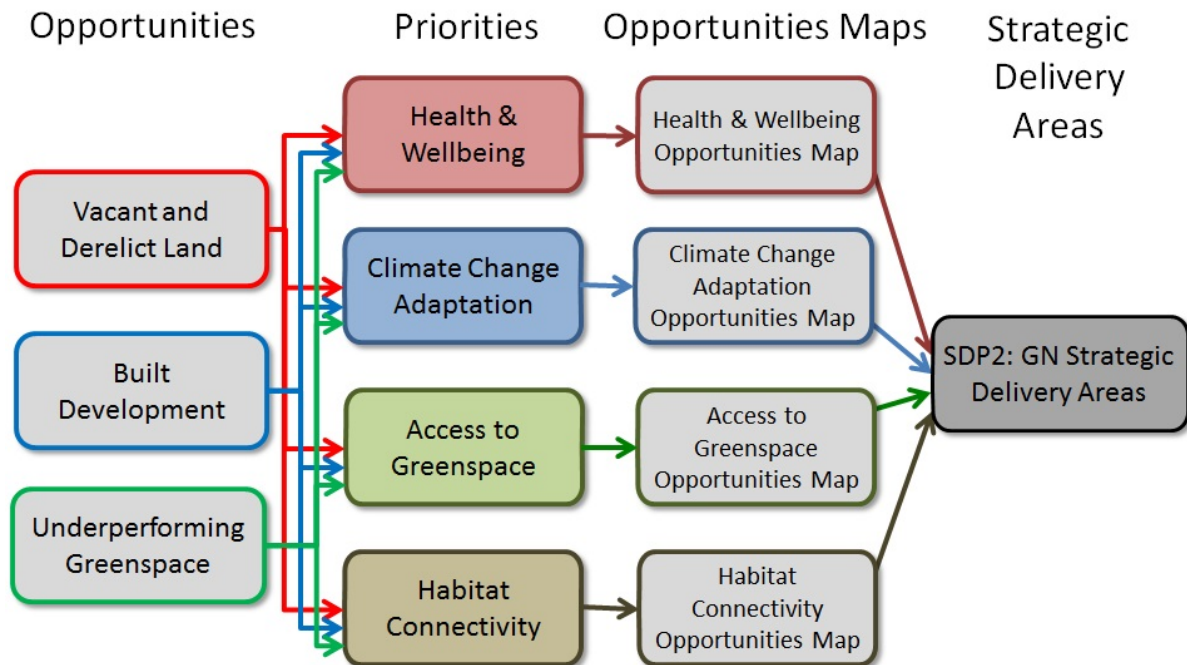 Opportunities
Priorities
Opportunities Maps
Strategic
Delivery
Areas
Vacant and
Derelict Land
Built
Development
Underperforming
Greenspace
Health &
Wellbeing
Climate Change
Adaptation
Access to
Greenspace
Habitat
Connectivity
Health & Wellbeing
Opportunities Map
Climate Change
Adaptation
Opportunities Map
Access to
Greenspace
Opportunities Map
Habitat
Connectivity
Opportunities Map
SDP2: GN Strategic
Delivery Areas